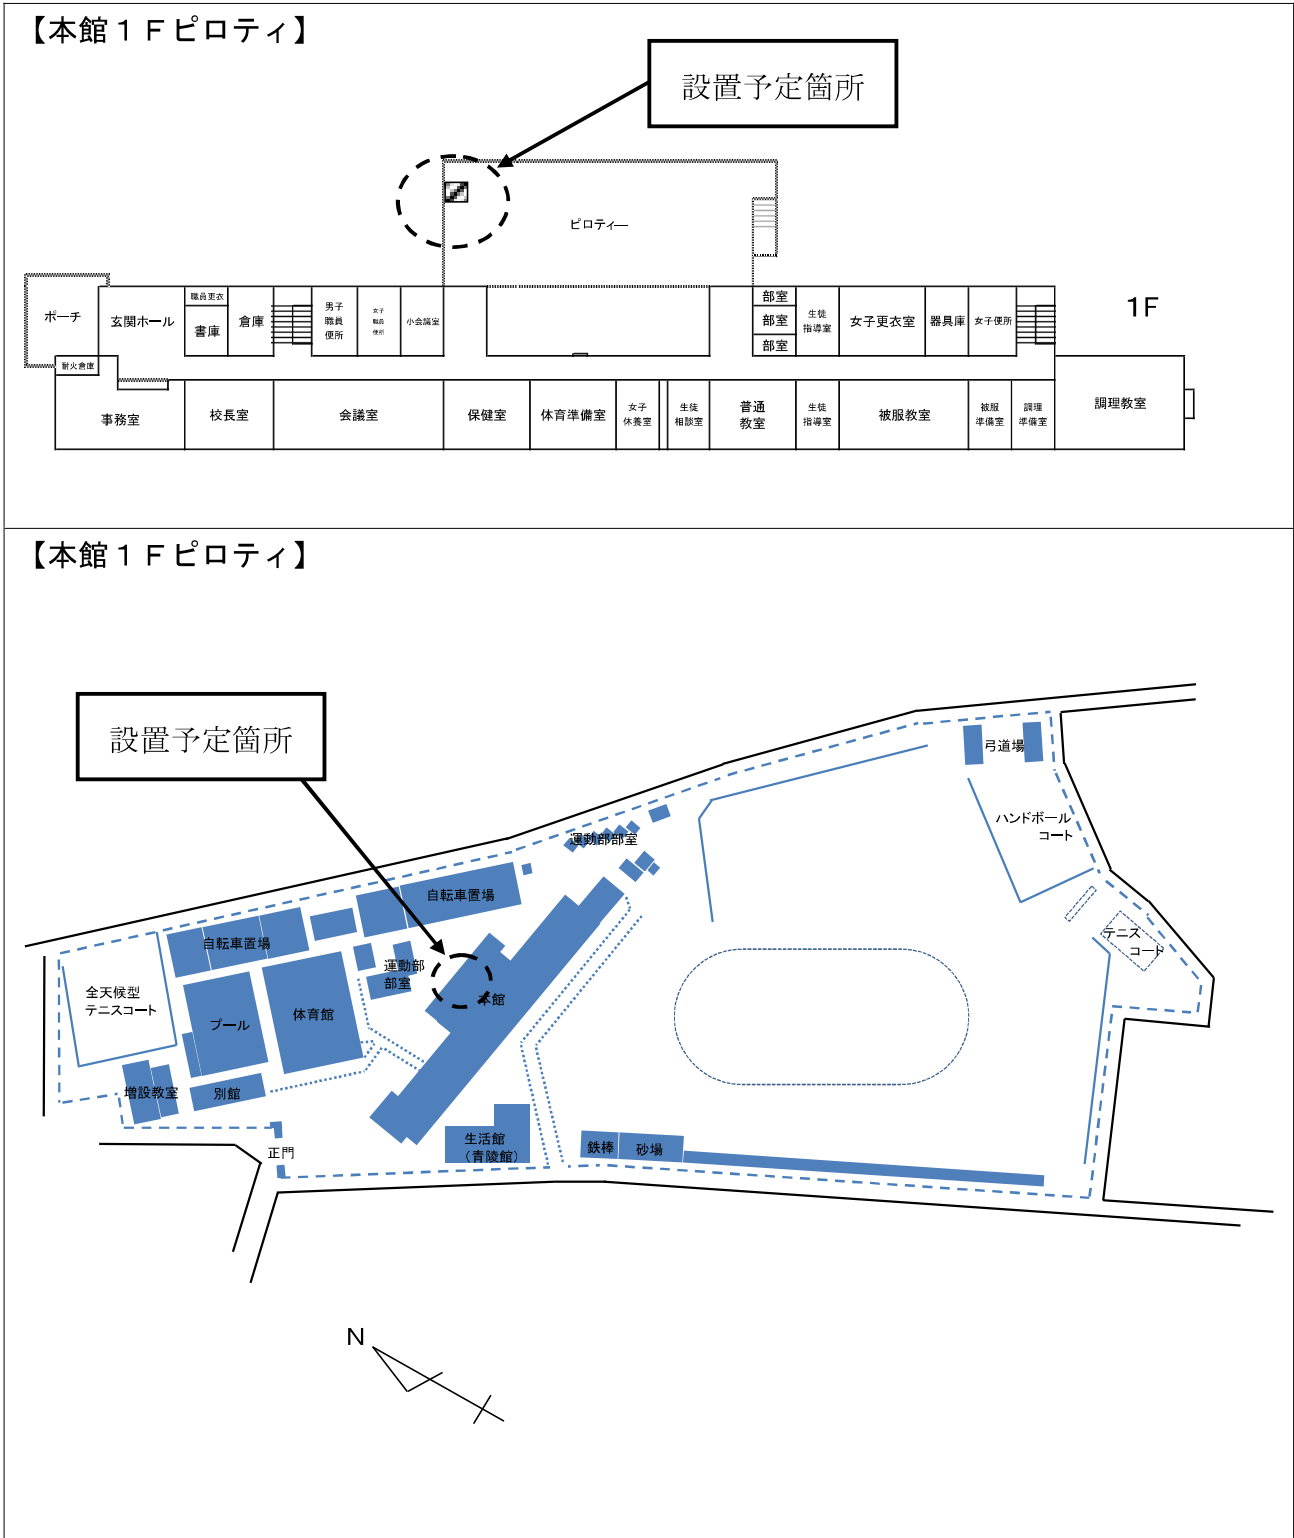 【本館１Ｆピロティ】
設置予定箇所
ピロティ―
1F
ポーチ
玄関ホール
職員更衣
書庫
倉庫
男子
職員
便所
女子
職員
便所
小会議室
部室
部室
部室
生徒
指導室
女子更衣室
器具庫
女子便所
耐火倉庫
事務室
校長室
会議室
保健室
体育準備室
女子
休養室
生徒
相談室
普通
教室
生徒
指導室
被服教室
被服
準備室
調理
準備室
調理教室
【本館１Ｆピロティ】
設置予定箇所
弓道場
ハンドボール
コート
運動部部室
自転車置場
自転車置場
テニス
コート
運動部
部室
全天候型
テニスコート
プール
体育館
本館
増設教室
別館
正門
生活館
（青陵館）
鉄棒
砂場
N